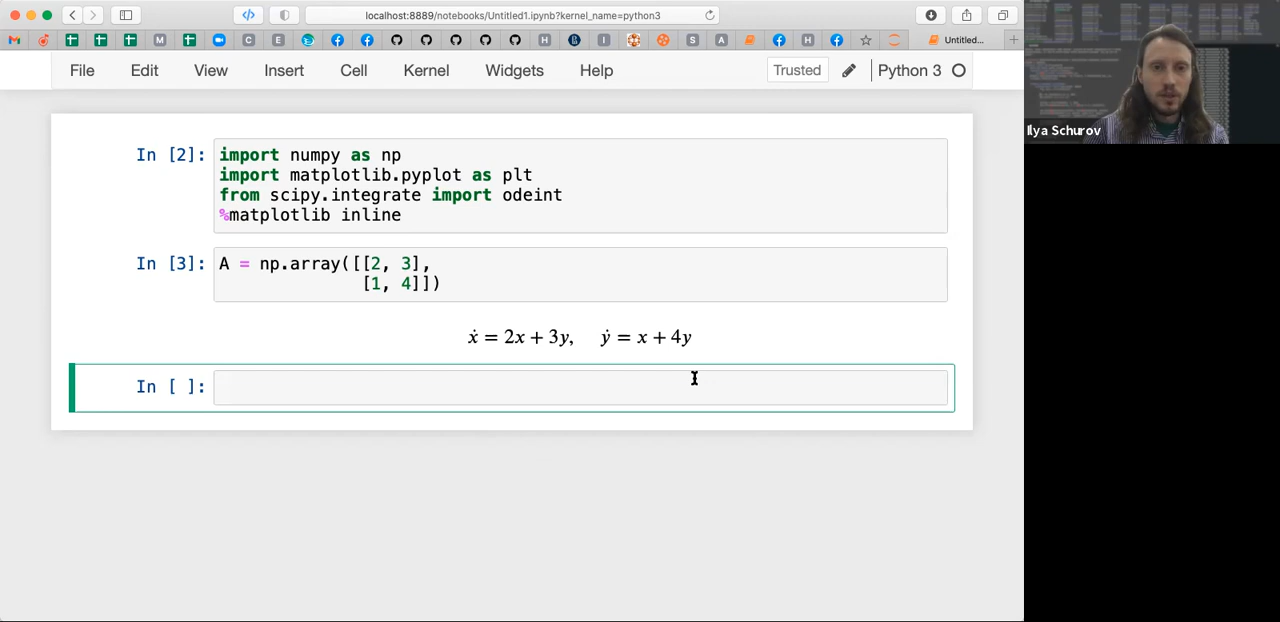 localhost:8889/notebooks/Untitled1.ipynb?kernel_name=python3
M C E H I S A H Untitled...
File Edit View Insert Cell Kernel Widgets Help Trusted Python 3
Ilya Schurov
In [2]: import numpy as np
import matplotlib.pyplot as plt
from scipy.integrate import odeint
%matplotlib inline
In [3]: A = np.array([[2, 3],
[1, 4]])
ẋ = 2x + 3y, ẏ = x + 4y
In [ ]: